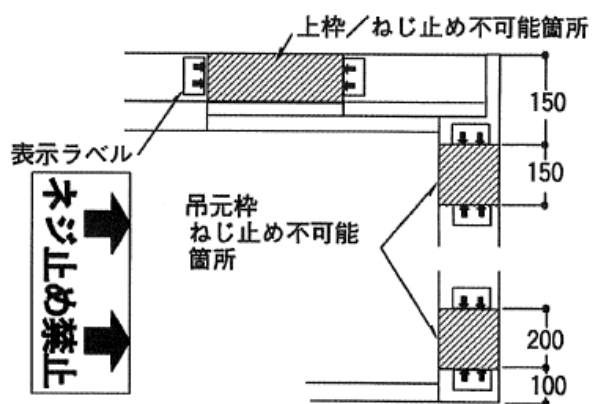 上枠／ねじ止め不可能箇所
150
表示ラベル
150
ネジ止め禁止
吊元枠
ねじ止め不可能
箇所
200
100